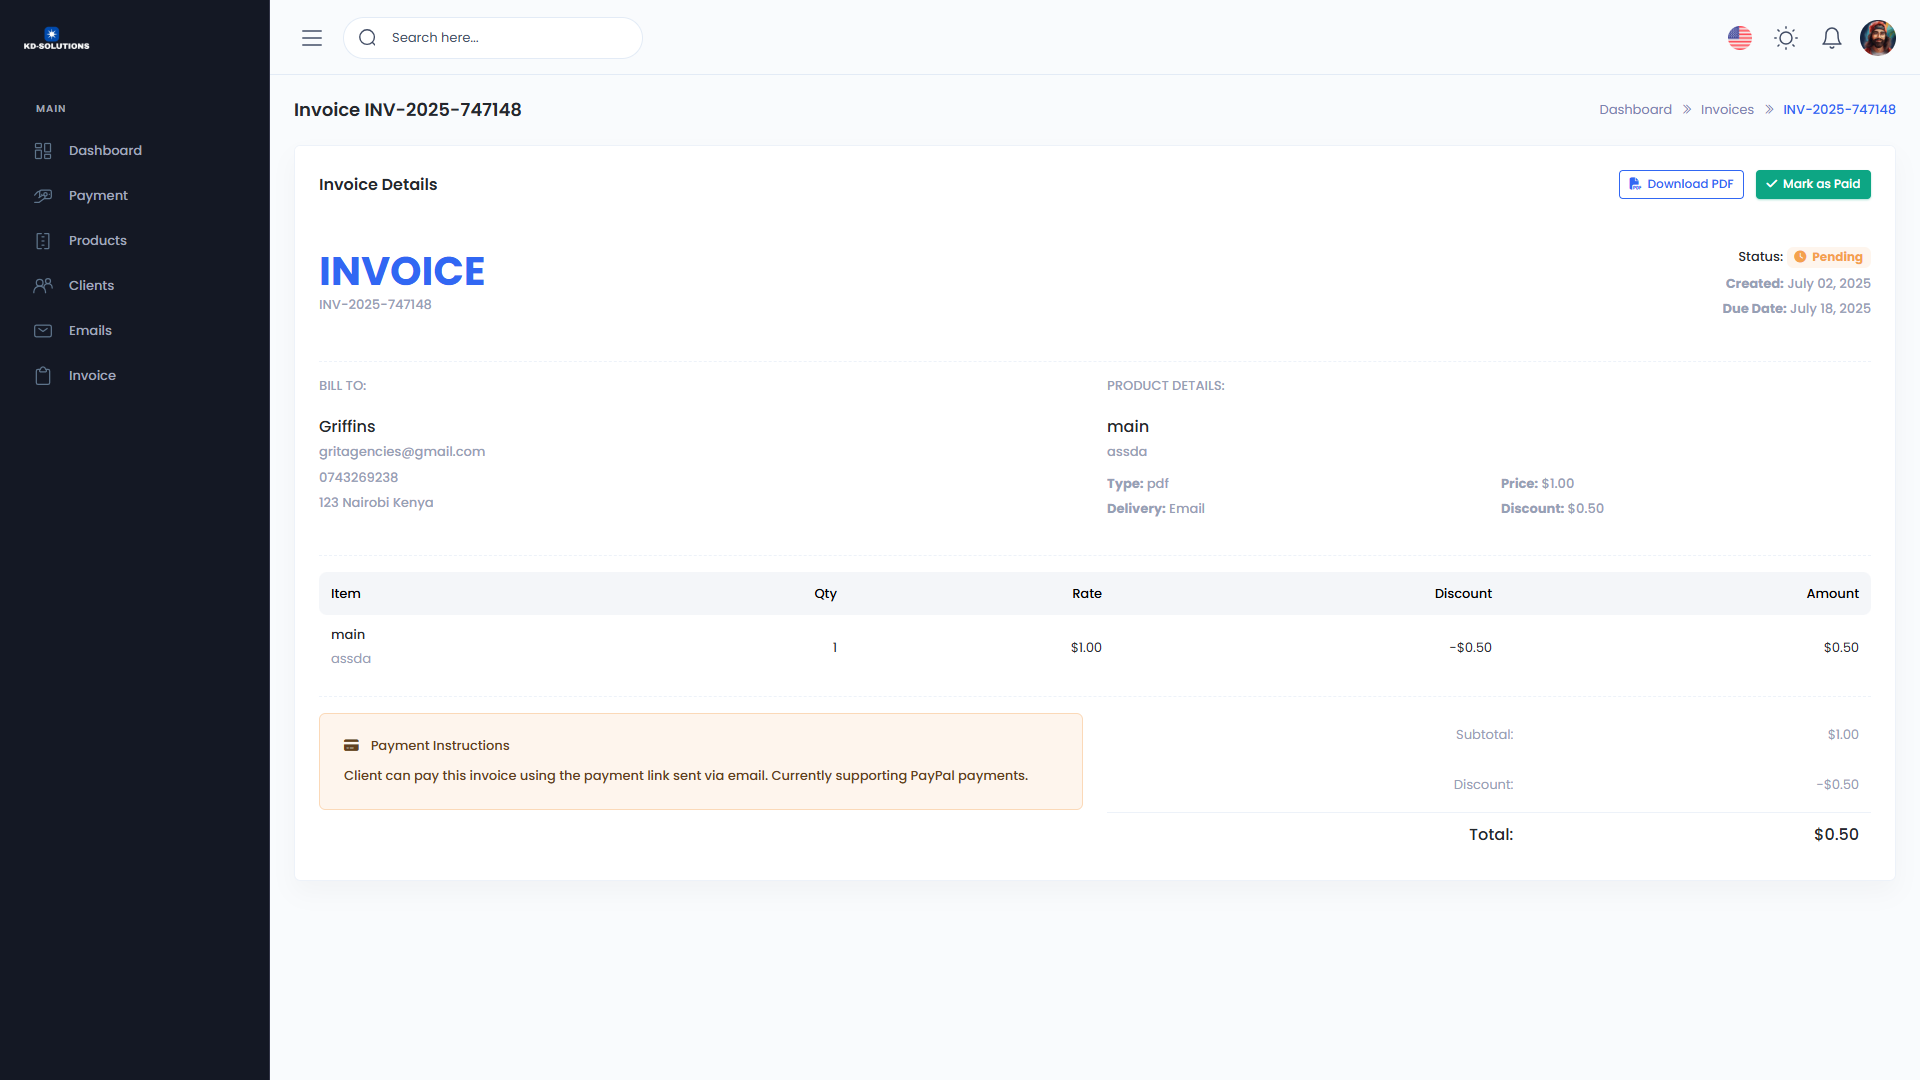 KD-SOLUTIONS
Search here...
MAIN
Dashboard
Payment
Products
Clients
Emails
Invoice
Invoice INV-2025-747148
Dashboard » Invoices » INV-2025-747148
Invoice Details
Download PDF
Mark as Paid
INVOICE
INV-2025-747148
Status: Pending
Created: July 02, 2025
Due Date: July 18, 2025
BILL TO:
Griffins
gritagencies@gmail.com
0743269238
123 Nairobi Kenya
PRODUCT DETAILS:
main
assda
Type: pdf
Price: $1.00
Delivery: Email
Discount: $0.50
Item Qty Rate Discount Amount
main
assda
1 $1.00 -$0.50 $0.50
Payment Instructions
Client can pay this invoice using the payment link sent via email. Currently supporting PayPal payments.
Subtotal: $1.00
Discount: -$0.50
Total: $0.50